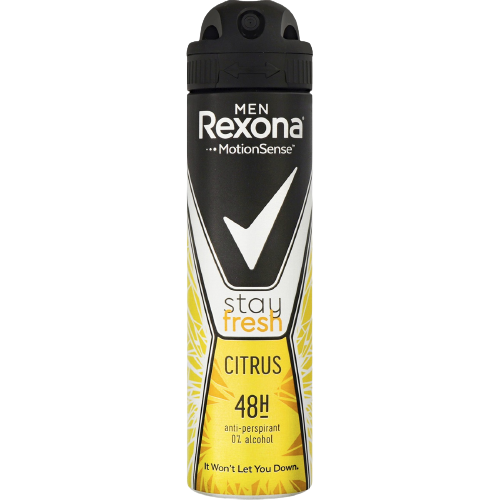 MEN
Rexona
MotionSense™
stay
fresh
CITRUS
48H
anti-perspirant
0% alcohol
It Won't Let You Down.